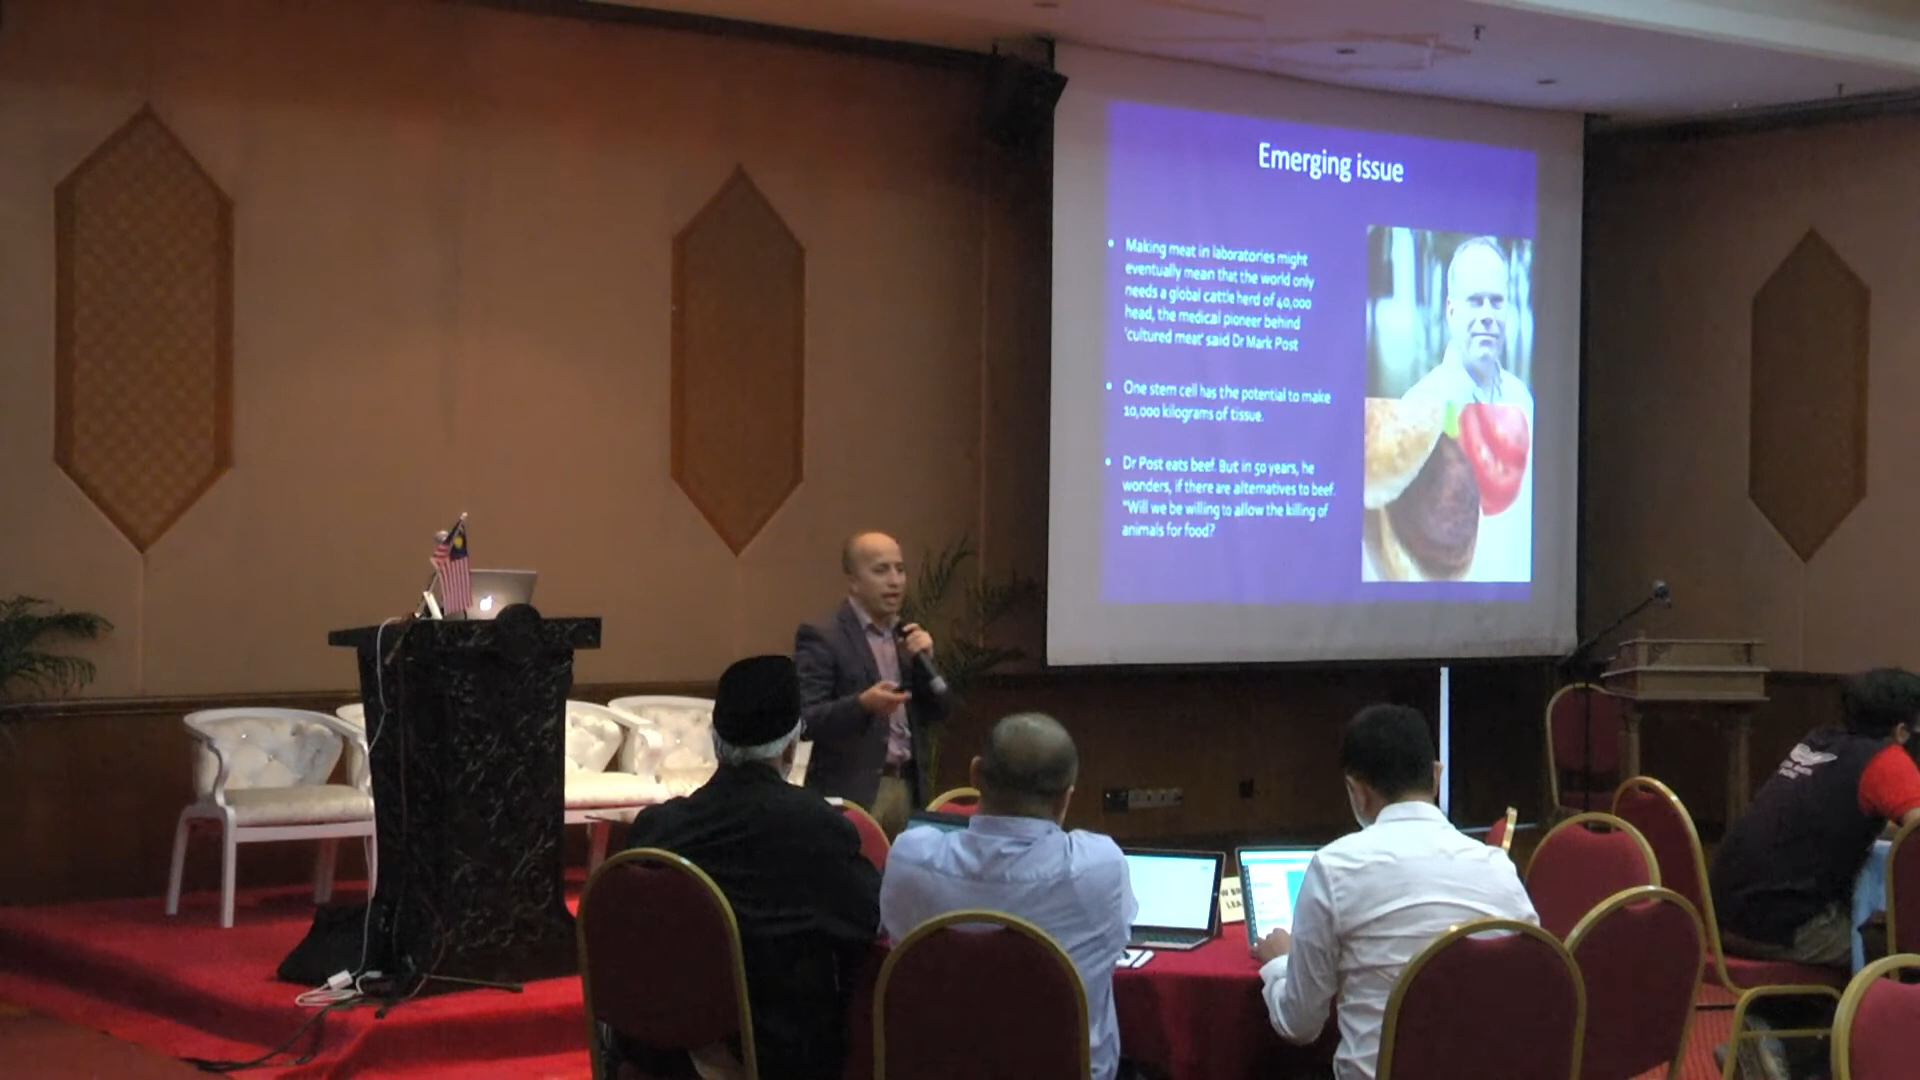 Emerging issue
• Making meat in laboratories might
eventually mean that the world only
needs a global cattle herd of 40,000
head, the medical pioneer behind
'cultured meat' said Dr Mark Post
• One stem cell has the potential to make
10,000 kilograms of tissue.
• Dr Post eats beef. But in 50 years, he
wonders, if there are alternatives to beef.
"Will we be willing to allow the killing of
animals for food?